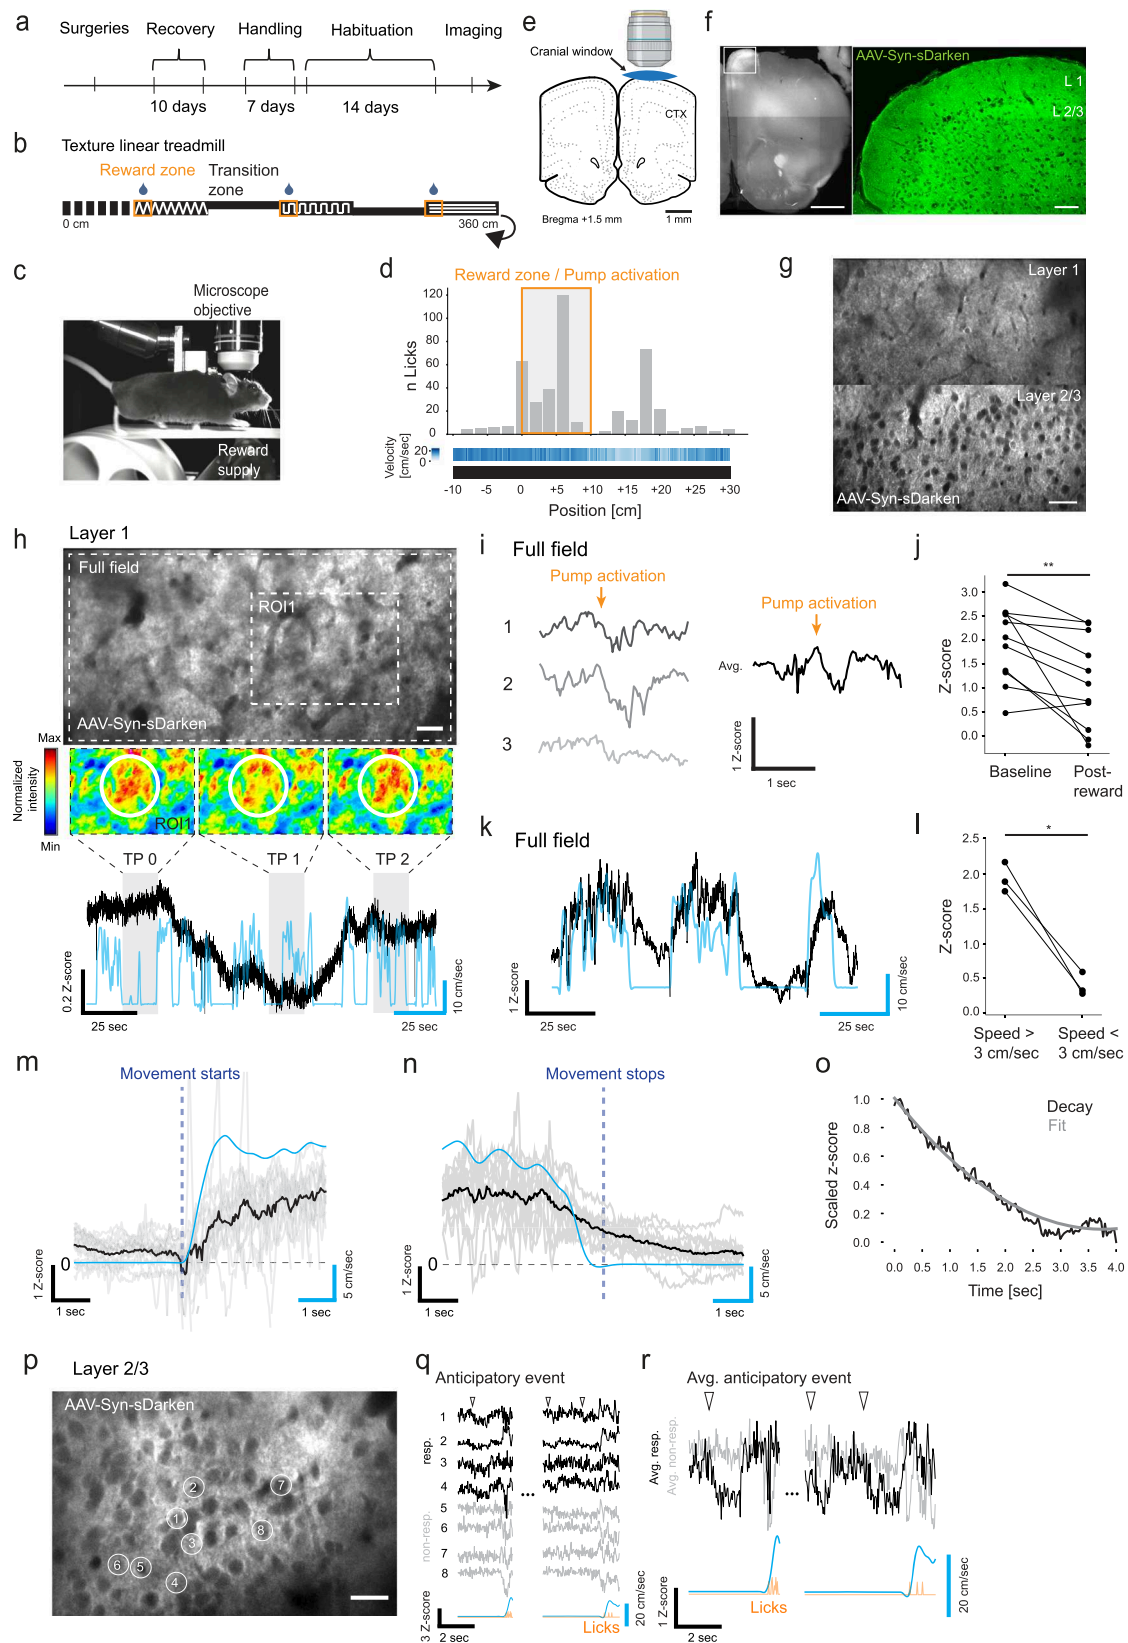 a
Surgeries
Recovery
Handling
Habituation
Imaging
10 days
7 days
14 days
b
Texture linear treadmill
Reward zone
Transition
zone
0 cm
360 cm
c
Microscope
objective
Reward
supply
d
Reward zone / Pump activation
n Licks
120
100
80
60
40
20
0
Velocity
[cm/sec]
20
0
-10
-5
0
+5
+10
+15
+20
+25
+30
Position [cm]
e
Cranial window
CTX
Bregma +1.5 mm
1 mm
f
AAV-Syn-sDarken
L 1
L 2/3
g
Layer 1
Layer 2/3
AAV-Syn-sDarken
h
Layer 1
Full field
ROI1
AAV-Syn-sDarken
Max
Normalized
intensity
Min
ROI1
TP 0
TP 1
TP 2
0.2 Z-score
25 sec
25 sec
10 cm/sec
i
Full field
Pump activation
1
2
3
Pump activation
Avg.
1 Z-score
1 sec
j
**
Z-score
3.0
2.5
2.0
1.5
1.0
0.5
0.0
Baseline
Post-
reward
k
Full field
1 Z-score
25 sec
25 sec
10 cm/sec
l
*
Z-score
2.5
2.0
1.5
1.0
0.5
0.0
Speed >
3 cm/sec
Speed <
3 cm/sec
m
Movement starts
0
1 Z-score
1 sec
1 sec
5 cm/sec
n
Movement stops
0
1 Z-score
1 sec
1 sec
5 cm/sec
o
Decay
Fit
Scaled z-score
1.0
0.8
0.6
0.4
0.2
0.0
0.0
0.5
1.0
1.5
2.0
2.5
3.0
3.5
4.0
Time [sec]
p
Layer 2/3
AAV-Syn-sDarken
7
2
1
8
3
6
5
4
q
Anticipatory event
resp.
1
2
3
4
non-resp.
5
6
7
8
...
3 Z-score
2 sec
Licks
20 cm/sec
r
Avg. anticipatory event
Avg. resp.
Avg. non-resp.
...
1 Z-score
2 sec
Licks
20 cm/sec